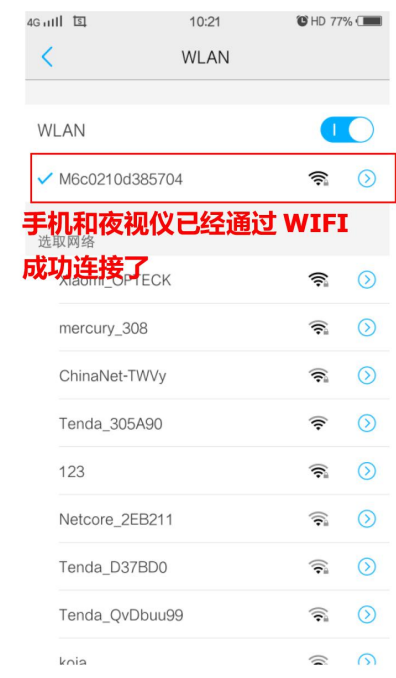 4G 10:21 HD 77%
WLAN
WLAN
M6c0210d385704
手机和夜视仪已经通过 WIFI
选取网络
成功连接了
Xiaomi_OPTECK
mercury_308
ChinaNet-TWVy
Tenda_305A90
123
Netcore_2EB211
Tenda_D37BD0
Tenda_QvDbuu99
koia